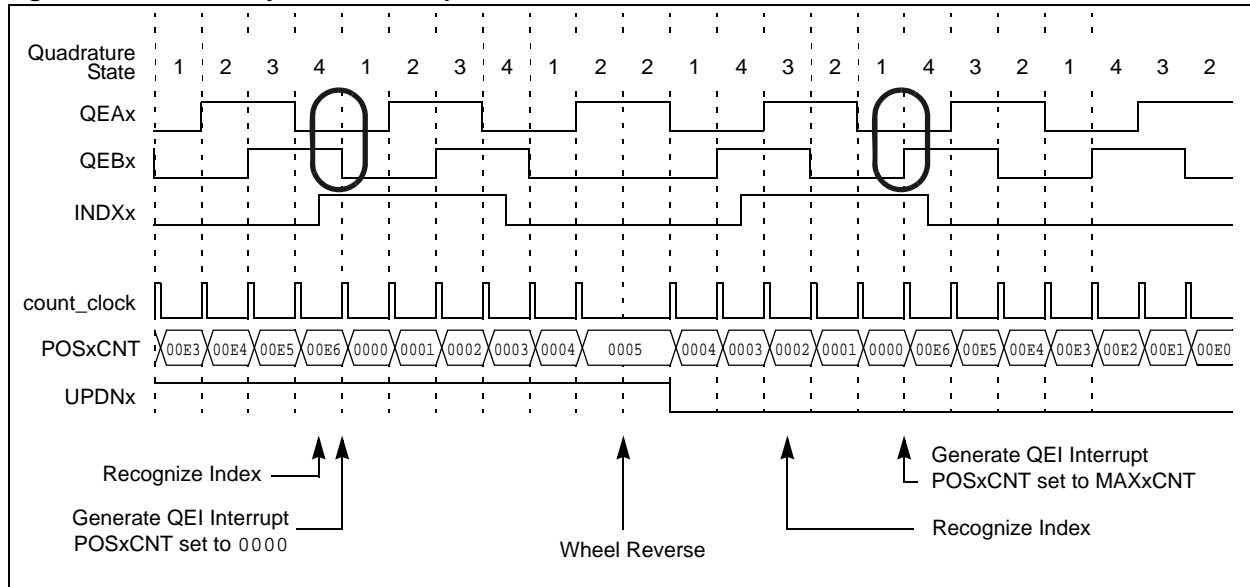 Quadrature
State
1 2 3 4 1 2 3 4 1 2 2 1 4 3 2 1 4 3 2 1 4 3 2
QEAx
QEBx
INDXx
count_clock
POSxCNT
00E3 00E4 00E5 00E6 0000 0001 0002 0003 0004 0005 0004 0003 0002 0001 0000 00E6 00E5 00E4 00E3 00E2 00E1 00E0
UPDNx
Recognize Index
Generate QEI Interrupt
POSxCNT set to 0000
Wheel Reverse
Generate QEI Interrupt
POSxCNT set to MAXxCNT
Recognize Index